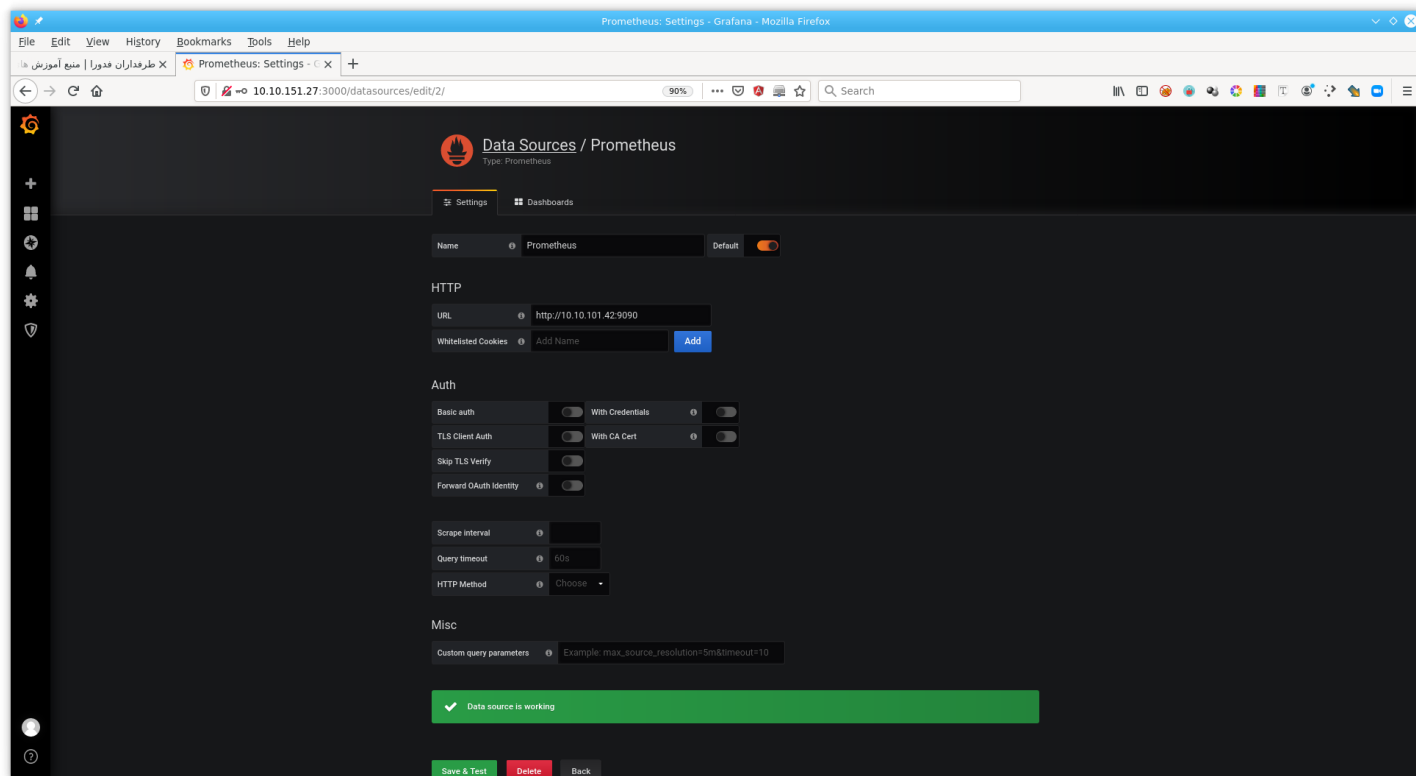 Prometheus: Settings - Grafana - Mozilla Firefox
File Edit View History Bookmarks Tools Help
طرفداران فدورا | منبع آموزش ها
Prometheus: Settings - G
10.10.151.27:3000/datasources/edit/2/ 90% Search
Data Sources / Prometheus
Type: Prometheus
Settings Dashboards
Name Prometheus Default
HTTP
URL http://10.10.101.42:9090
Whitelisted Cookies Add Name Add
Auth
Basic auth With Credentials
TLS Client Auth With CA Cert
Skip TLS Verify
Forward OAuth Identity
Scrape interval
Query timeout 60s
HTTP Method Choose
Misc
Custom query parameters Example: max_source_resolution=5m&timeout=10
Data source is working
Save & Test Delete Back